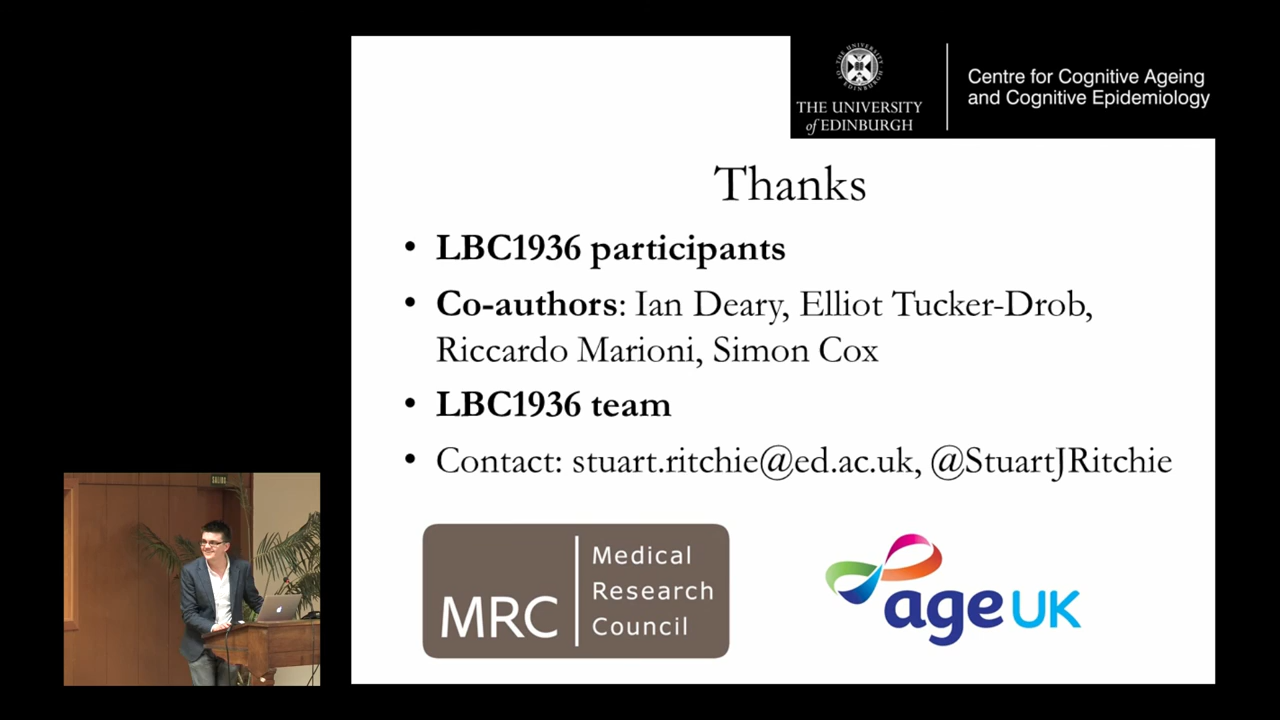 THE UNIVERSITY
of EDINBURGH
Centre for Cognitive Ageing
and Cognitive Epidemiology
Thanks
• LBC1936 participants
• Co-authors: Ian Deary, Elliot Tucker-Drob,
Riccardo Marioni, Simon Cox
• LBC1936 team
• Contact: stuart.ritchie@ed.ac.uk, @StuartJRitchie
MRC
Medical
Research
Council
age UK
SALIDA